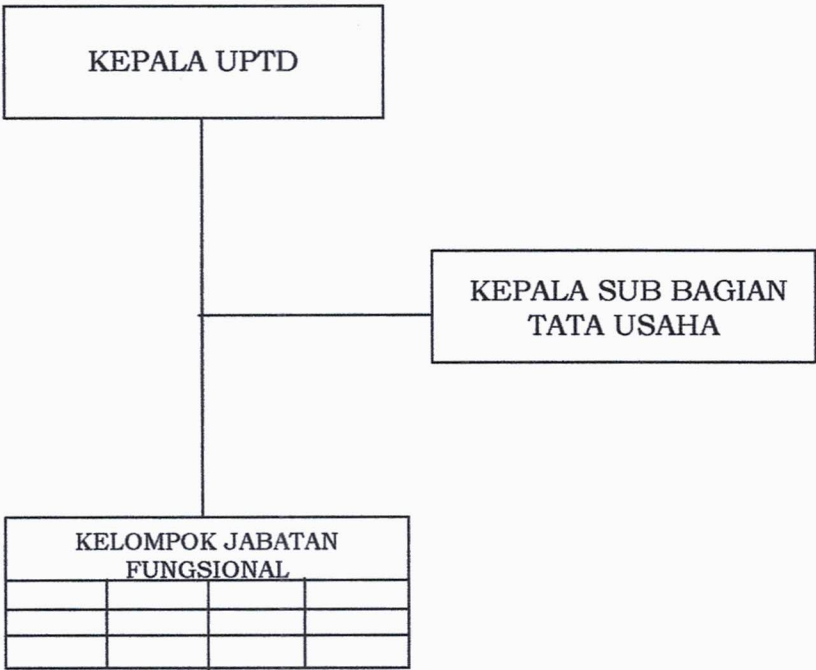 KEPALA UPTD
KEPALA SUB BAGIAN
TATA USAHA
KELOMPOK JABATAN
FUNGSIONAL